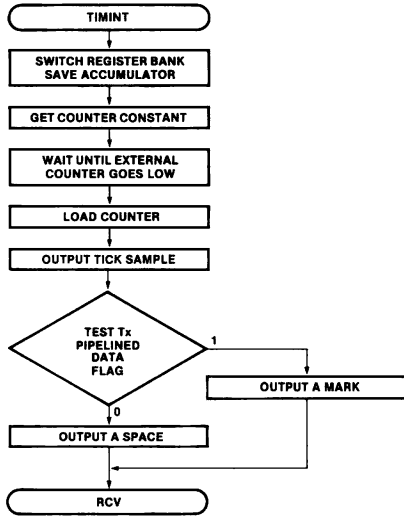 TIMINT
SWITCH REGISTER BANK
SAVE ACCUMULATOR
GET COUNTER CONSTANT
WAIT UNTIL EXTERNAL
COUNTER GOES LOW
LOAD COUNTER
OUTPUT TICK SAMPLE
TEST Tx
PIPELINED
DATA
FLAG
1
OUTPUT A MARK
0
OUTPUT A SPACE
RCV